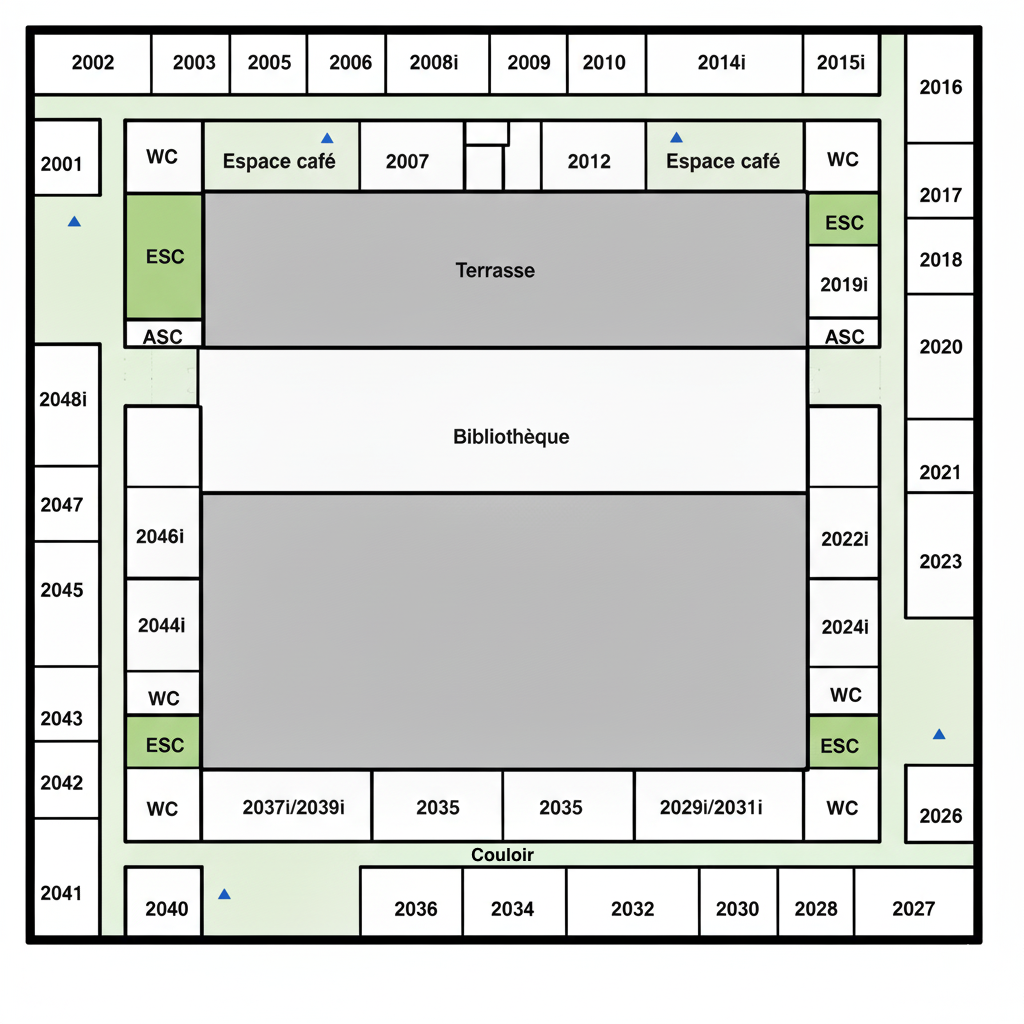 2002 2003 2005 2006 2008i 2009 2010 2014i 2015i
2016
2001 WC Espace café 2007 2012 Espace café WC
2017
ESC Terrasse ESC
2018
2019i
ASC ASC
2020
2048i
Bibliothèque
2021
2047
2046i 2022i
2023
2045
2044i 2024i
WC WC
2043
ESC ESC
2042
WC 2037i/2039i 2035 2035 2029i/2031i WC
2026
Couloir
2041
2040 2036 2034 2032 2030 2028 2027